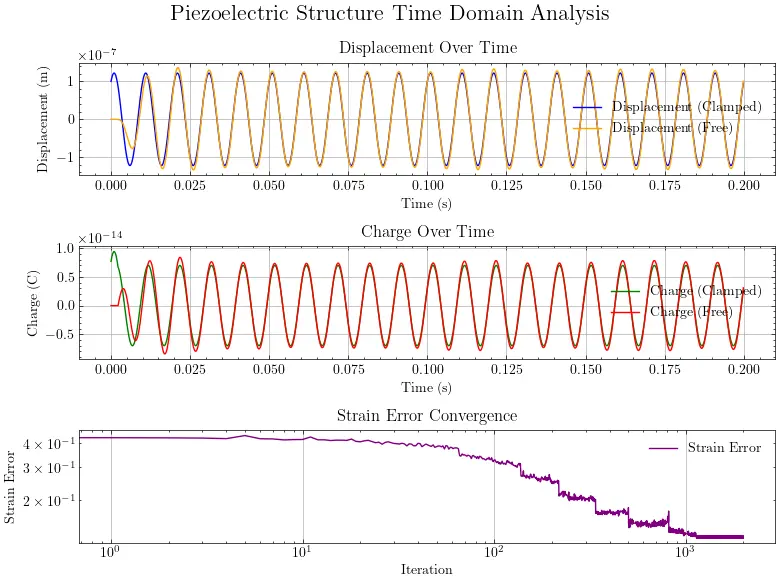 Piezoelectric Structure Time Domain Analysis
Displacement Over Time
×10⁻⁷
1
0
−1
Displacement (m)
Displacement (Clamped)
Displacement (Free)
0.000 0.025 0.050 0.075 0.100 0.125 0.150 0.175 0.200
Time (s)
Charge Over Time
×10⁻¹⁴
1.0
0.5
0.0
−0.5
Charge (C)
Charge (Clamped)
Charge (Free)
0.000 0.025 0.050 0.075 0.100 0.125 0.150 0.175 0.200
Time (s)
Strain Error Convergence
4 × 10⁻¹
3 × 10⁻¹
2 × 10⁻¹
Strain Error
Strain Error
10⁰ 10¹ 10² 10³
Iteration